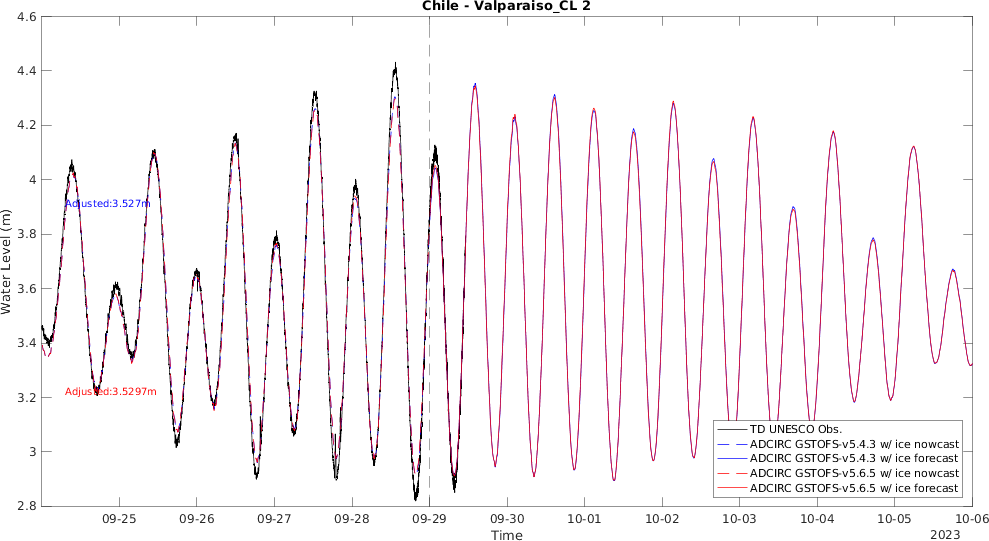 Chile - Valparaiso_CL 2
4.6
4.4
4.2
4
3.8
3.6
3.4
3.2
3
2.8
Water Level (m)
Adjusted:3.527m
Adjusted:3.5297m
TD UNESCO Obs.
ADCIRC GSTOFS-v5.4.3 w/ ice nowcast
ADCIRC GSTOFS-v5.4.3 w/ ice forecast
ADCIRC GSTOFS-v5.6.5 w/ ice nowcast
ADCIRC GSTOFS-v5.6.5 w/ ice forecast
09-25 09-26 09-27 09-28 09-29 09-30 10-01 10-02 10-03 10-04 10-05 10-06
Time
2023